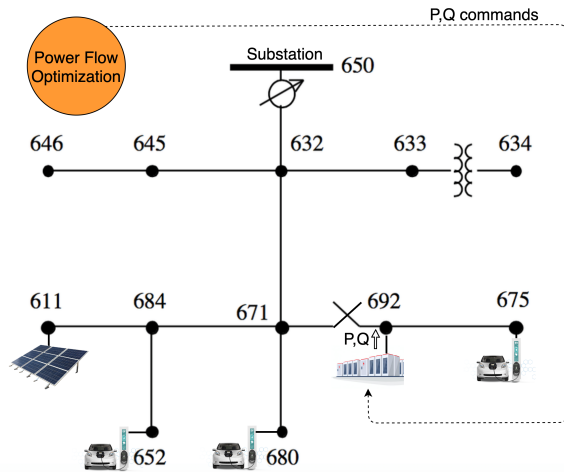 P,Q commands
Power Flow
Optimization
Substation
650
646
645
632
633
634
611
684
671
692
675
P,Q
652
680